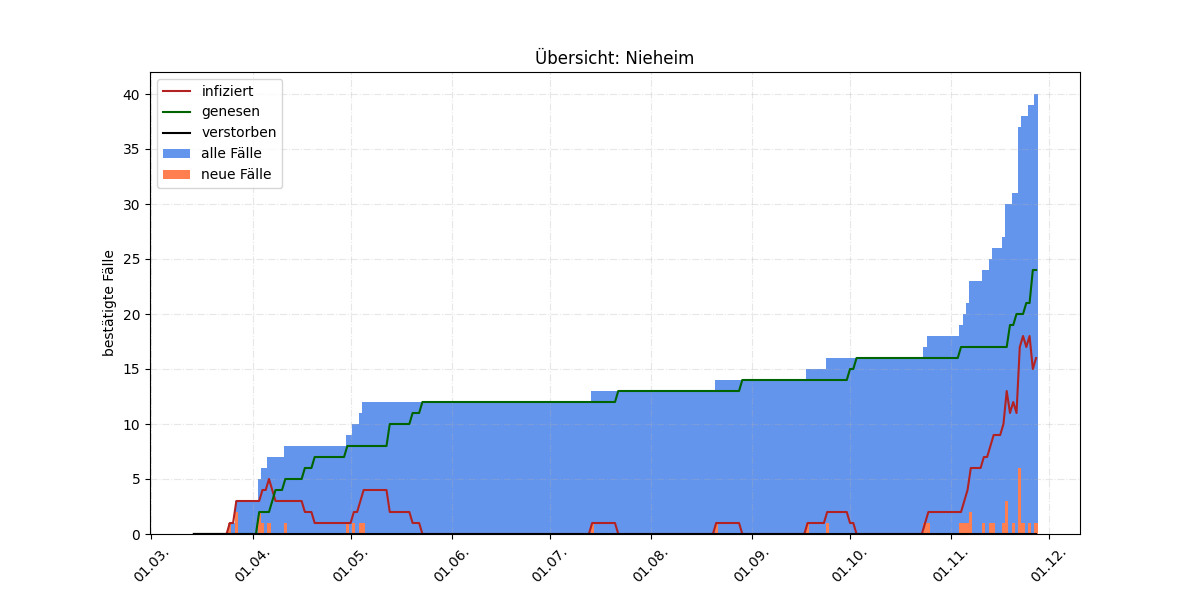 Übersicht: Nieheim
infiziert
genesen
verstorben
alle Fälle
neue Fälle
bestätigte Fälle
40
35
30
25
20
15
10
5
0
01.03.
01.04.
01.05.
01.06.
01.07.
01.08.
01.09.
01.10.
01.11.
01.12.